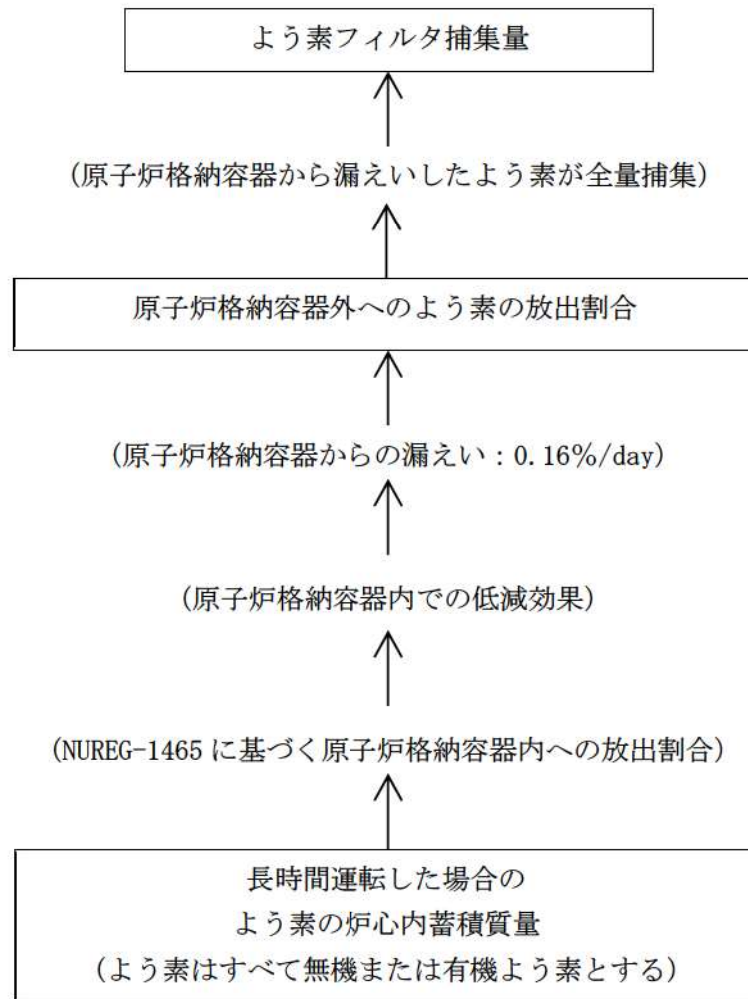 よう素フィルタ捕集量
(原子炉格納容器から漏えいしたよう素が全量捕集)
原子炉格納容器外へのよう素の放出割合
(原子炉格納容器からの漏えい：0.16%/day)
(原子炉格納容器内での低減効果)
(NUREG-1465 に基づく原子炉格納容器内への放出割合)
長時間運転した場合の
よう素の炉心内蓄積質量
(よう素はすべて無機または有機よう素とする)